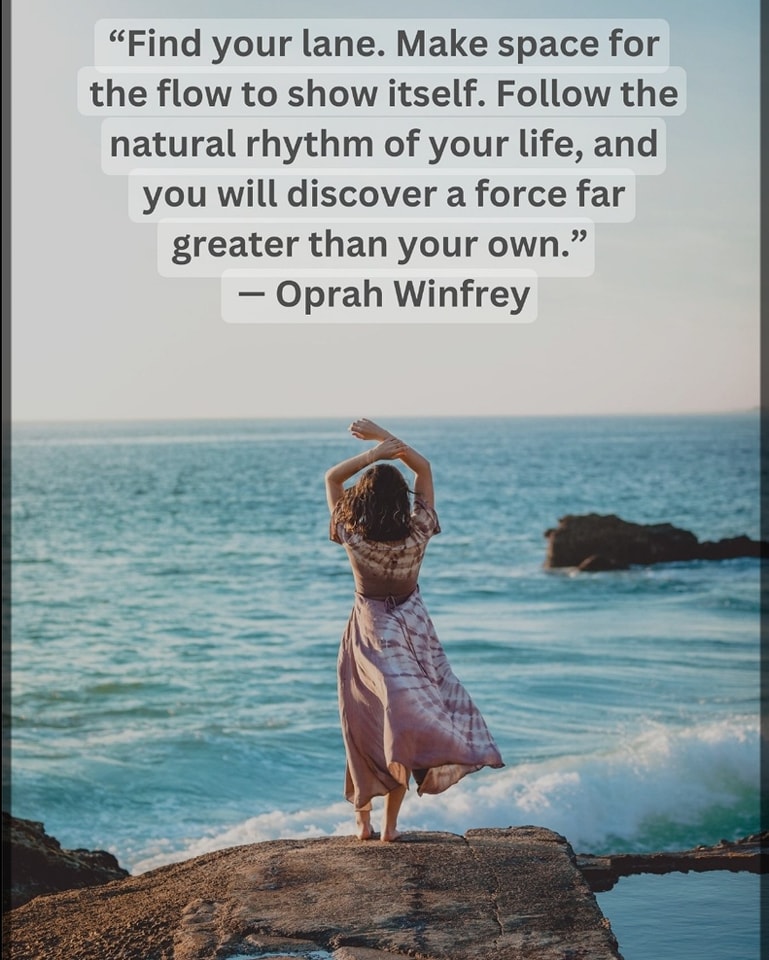 “Find your lane. Make space for
the flow to show itself. Follow the
natural rhythm of your life, and
you will discover a force far
greater than your own.”
— Oprah Winfrey